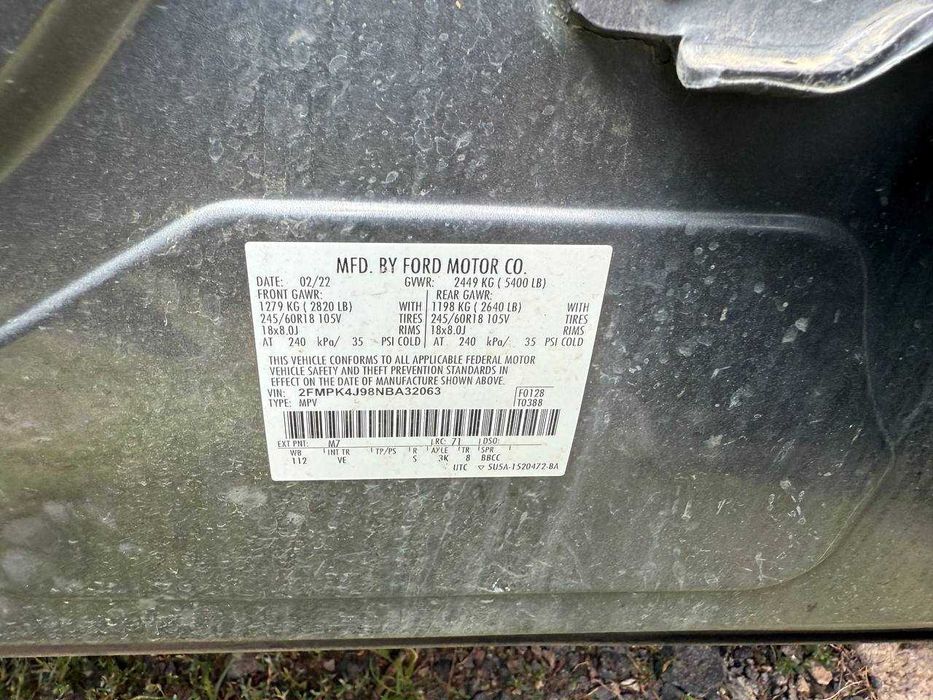 MFD. BY FORD MOTOR CO.
DATE: 02/22 GVWR: 2449 KG ( 5400 LB)
FRONT GAWR: REAR GAWR:
1279 KG ( 2820 LB) WITH 1198 KG ( 2640 LB) WITH
245/60R18 105V TIRES 245/60R18 105V TIRES
18x8.0J RIMS 18x8.0J RIMS
AT 240 kPa/ 35 PSI COLD AT 240 kPa/ 35 PSI COLD
THIS VEHICLE CONFORMS TO ALL APPLICABLE FEDERAL MOTOR
VEHICLE SAFETY AND THEFT PREVENTION STANDARDS IN
EFFECT ON THE DATE OF MANUFACTURE SHOWN ABOVE.
VIN: 2FMPK4J98NBA32063 F0128
TYPE: MPV T0388
EXT PNT: M7 RC: 71 DSO:
WB INT TR TP/PS R AXLE TR SPR
112 VE S 3K 8 BBCC
UTC ▽ 5U5A-1520472-BA